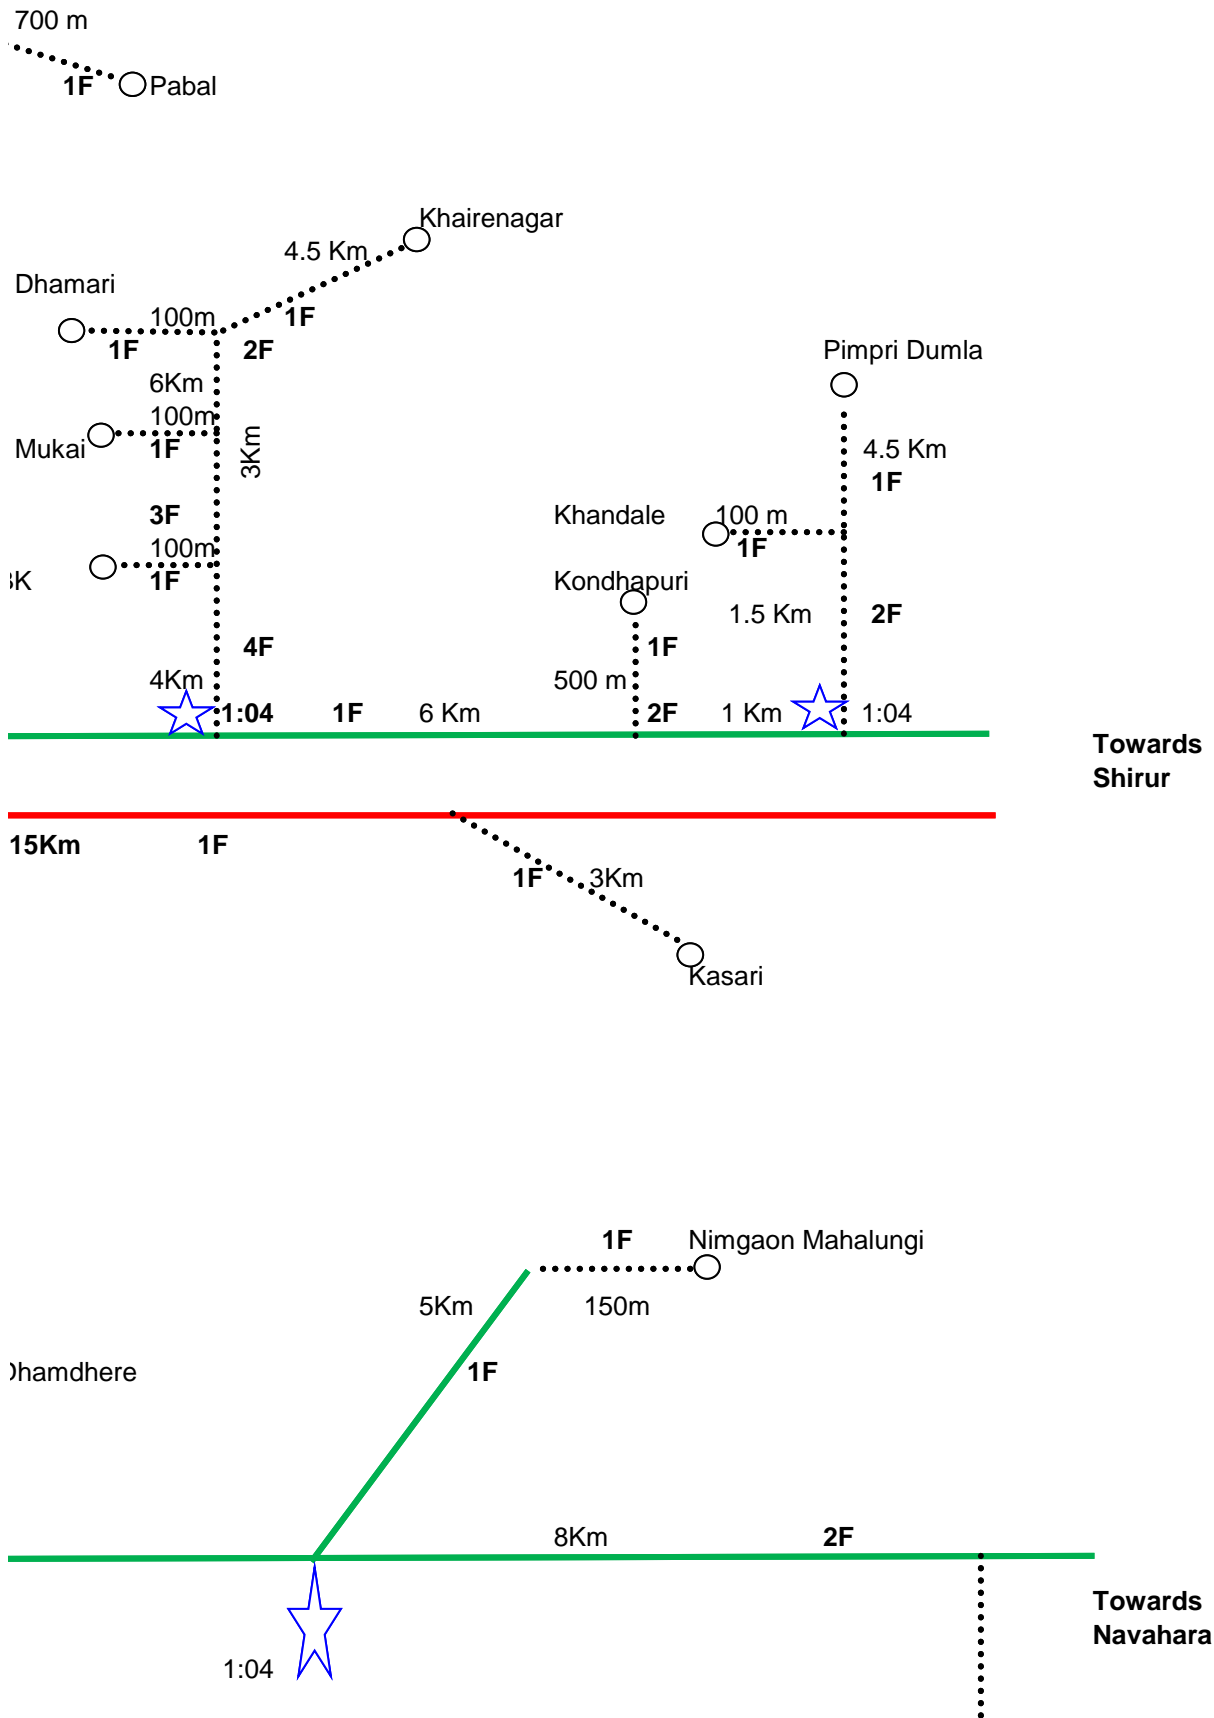 700 m
1F Pabal
Khairenagar
4.5 Km
Dhamari
100m 1F
1F 2F
Pimpri Dumla
6Km
100m
Mukai 1F 3Km 4.5 Km
1F
3F Khandale 100 m
100m 1F
1F Kondhapuri
BK
1.5 Km 2F
4F 1F
4Km 500 m
1:04 1F 6 Km 2F 1 Km 1:04
Towards
Shirur
15Km 1F
1F 3Km
Kasari
1F Nimgaon Mahalungi
5Km 150m
Dhamdhere 1F
8Km 2F
Towards
Navahara
1:04